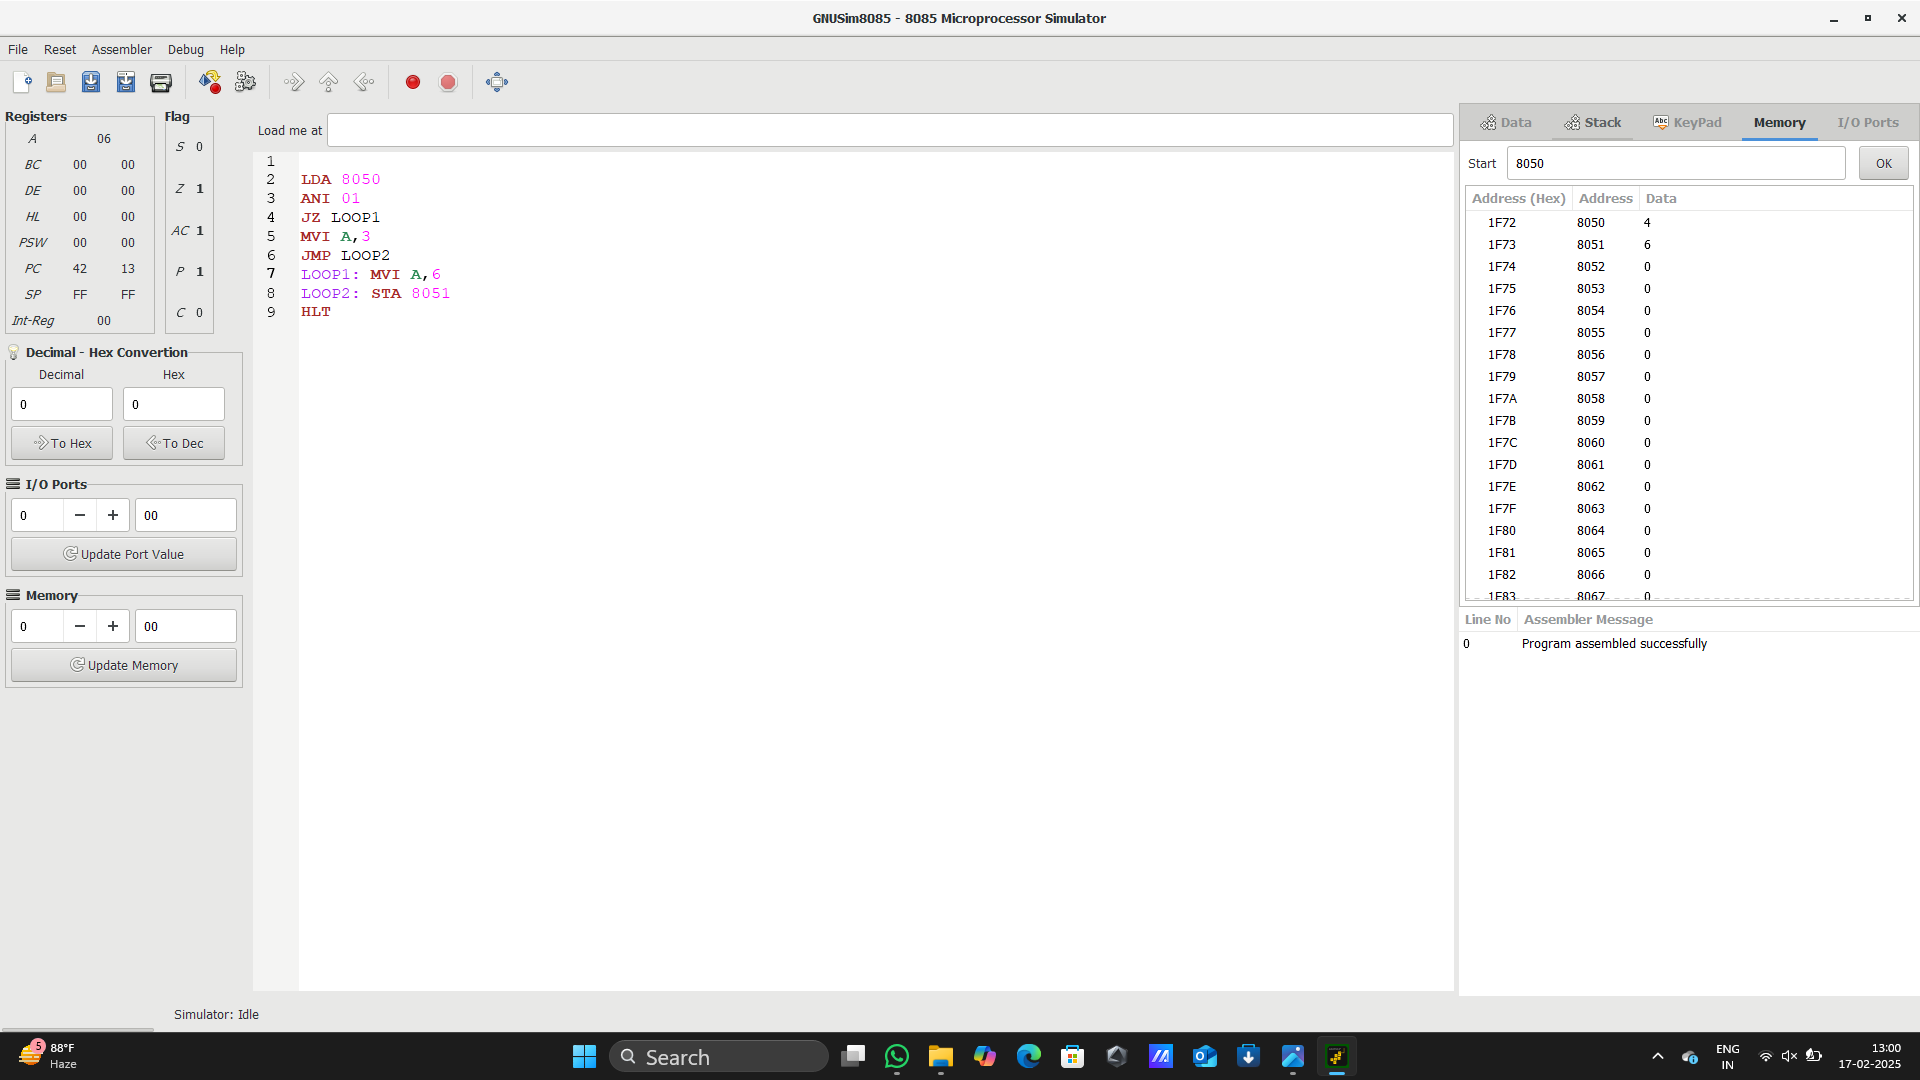 GNUSim8085 - 8085 Microprocessor Simulator
File Reset Assembler Debug Help
Registers
A 06
BC 00 00
DE 00 00
HL 00 00
PSW 00 00
PC 42 13
SP FF FF
Int-Reg 00
Flag
S 0
Z 1
AC 1
P 1
C 0
Decimal - Hex Convertion
Decimal Hex
0 0
To Hex To Dec
I/O Ports
0 − + 00
Update Port Value
Memory
0 − + 00
Update Memory
Load me at
1
2 LDA 8050
3 ANI 01
4 JZ LOOP1
5 MVI A,3
6 JMP LOOP2
7 LOOP1: MVI A,6
8 LOOP2: STA 8051
9 HLT
Data Stack Abc KeyPad Memory I/O Ports
Start 8050 OK
Address (Hex) Address Data
1F72 8050 4
1F73 8051 6
1F74 8052 0
1F75 8053 0
1F76 8054 0
1F77 8055 0
1F78 8056 0
1F79 8057 0
1F7A 8058 0
1F7B 8059 0
1F7C 8060 0
1F7D 8061 0
1F7E 8062 0
1F7F 8063 0
1F80 8064 0
1F81 8065 0
1F82 8066 0
1F83 8067 0
Line No Assembler Message
0 Program assembled successfully
Simulator: Idle
5
88°F
Haze
Search
ENG
IN
13:00
17-02-2025